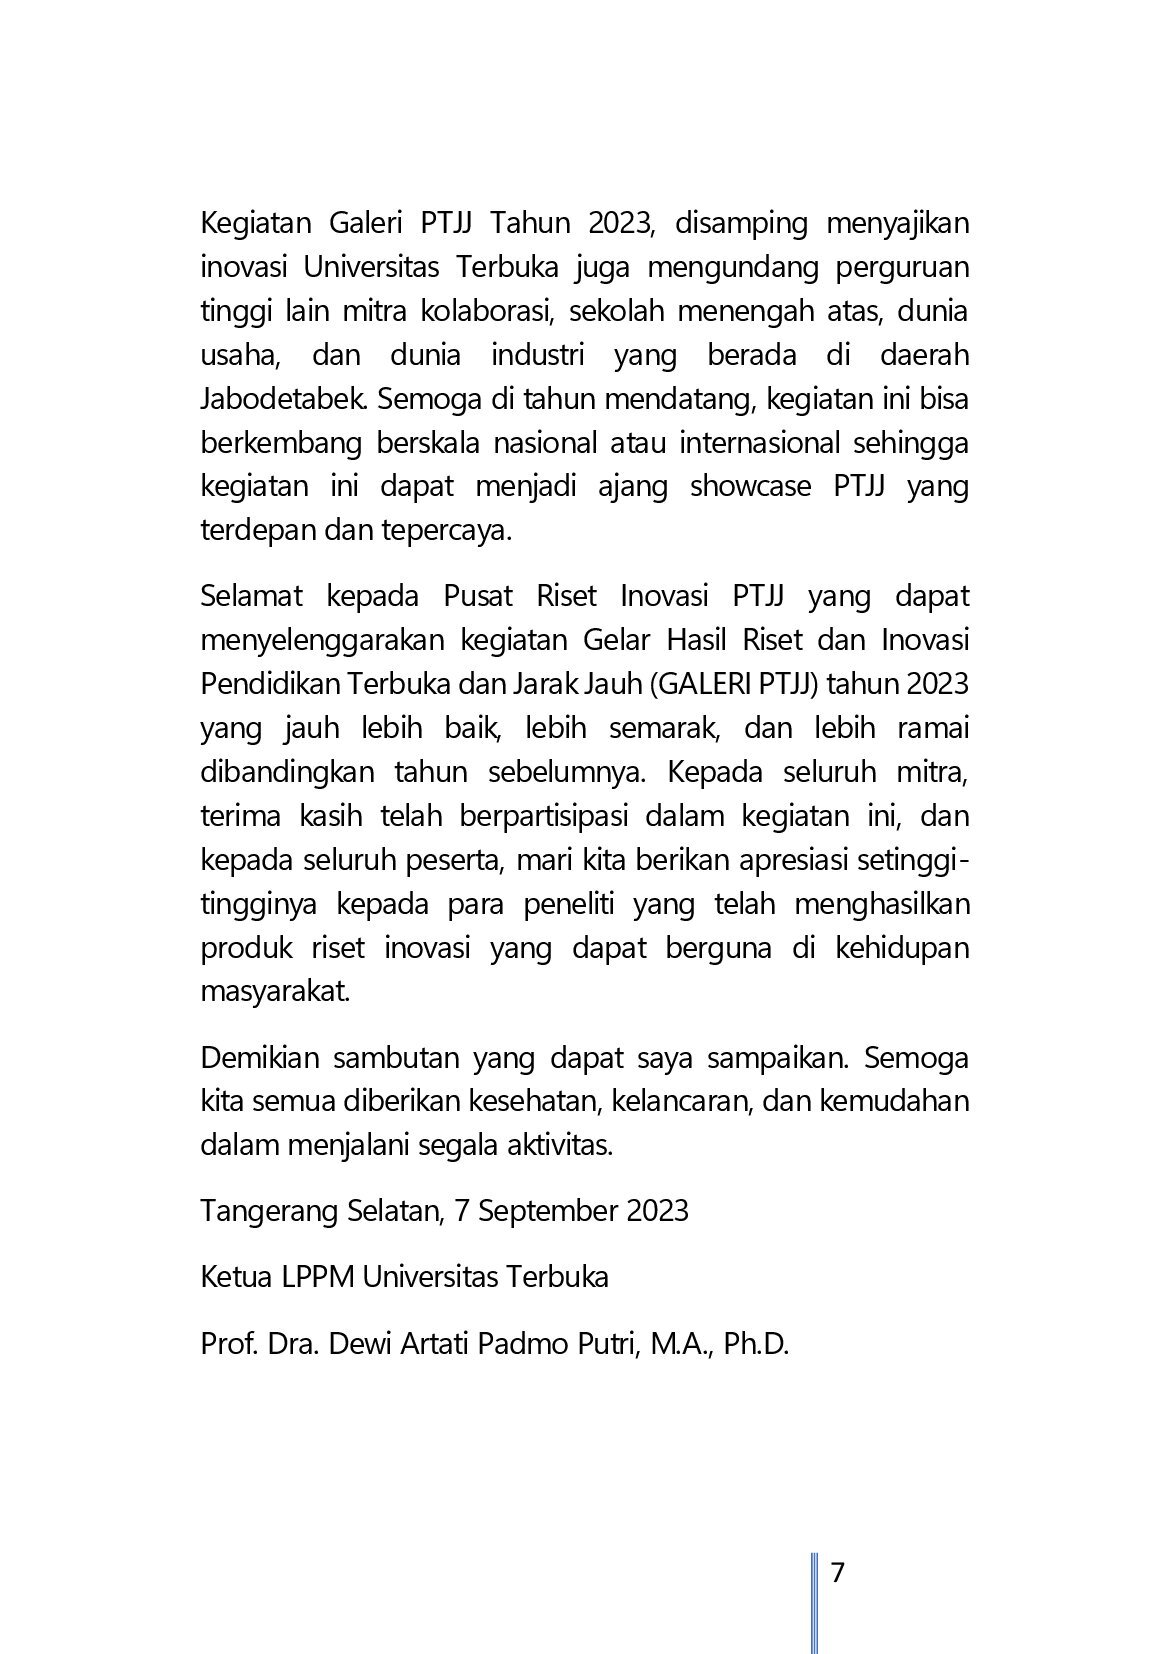 Kegiatan Galeri PTJJ Tahun 2023, disamping menyajikan
inovasi Universitas Terbuka juga mengundang perguruan
tinggi lain mitra kolaborasi, sekolah menengah atas, dunia
usaha, dan dunia industri yang berada di daerah
Jabodetabek. Semoga di tahun mendatang, kegiatan ini bisa
berkembang berskala nasional atau internasional sehingga
kegiatan ini dapat menjadi ajang showcase PTJJ yang
terdepan dan tepercaya.
Selamat kepada Pusat Riset Inovasi PTJJ yang dapat
menyelenggarakan kegiatan Gelar Hasil Riset dan Inovasi
Pendidikan Terbuka dan Jarak Jauh (GALERI PTJJ) tahun 2023
yang jauh lebih baik, lebih semarak, dan lebih ramai
dibandingkan tahun sebelumnya. Kepada seluruh mitra,
terima kasih telah berpartisipasi dalam kegiatan ini, dan
kepada seluruh peserta, mari kita berikan apresiasi setinggi-
tingginya kepada para peneliti yang telah menghasilkan
produk riset inovasi yang dapat berguna di kehidupan
masyarakat.
Demikian sambutan yang dapat saya sampaikan. Semoga
kita semua diberikan kesehatan, kelancaran, dan kemudahan
dalam menjalani segala aktivitas.
Tangerang Selatan, 7 September 2023
Ketua LPPM Universitas Terbuka
Prof. Dra. Dewi Artati Padmo Putri, M.A., Ph.D.
7